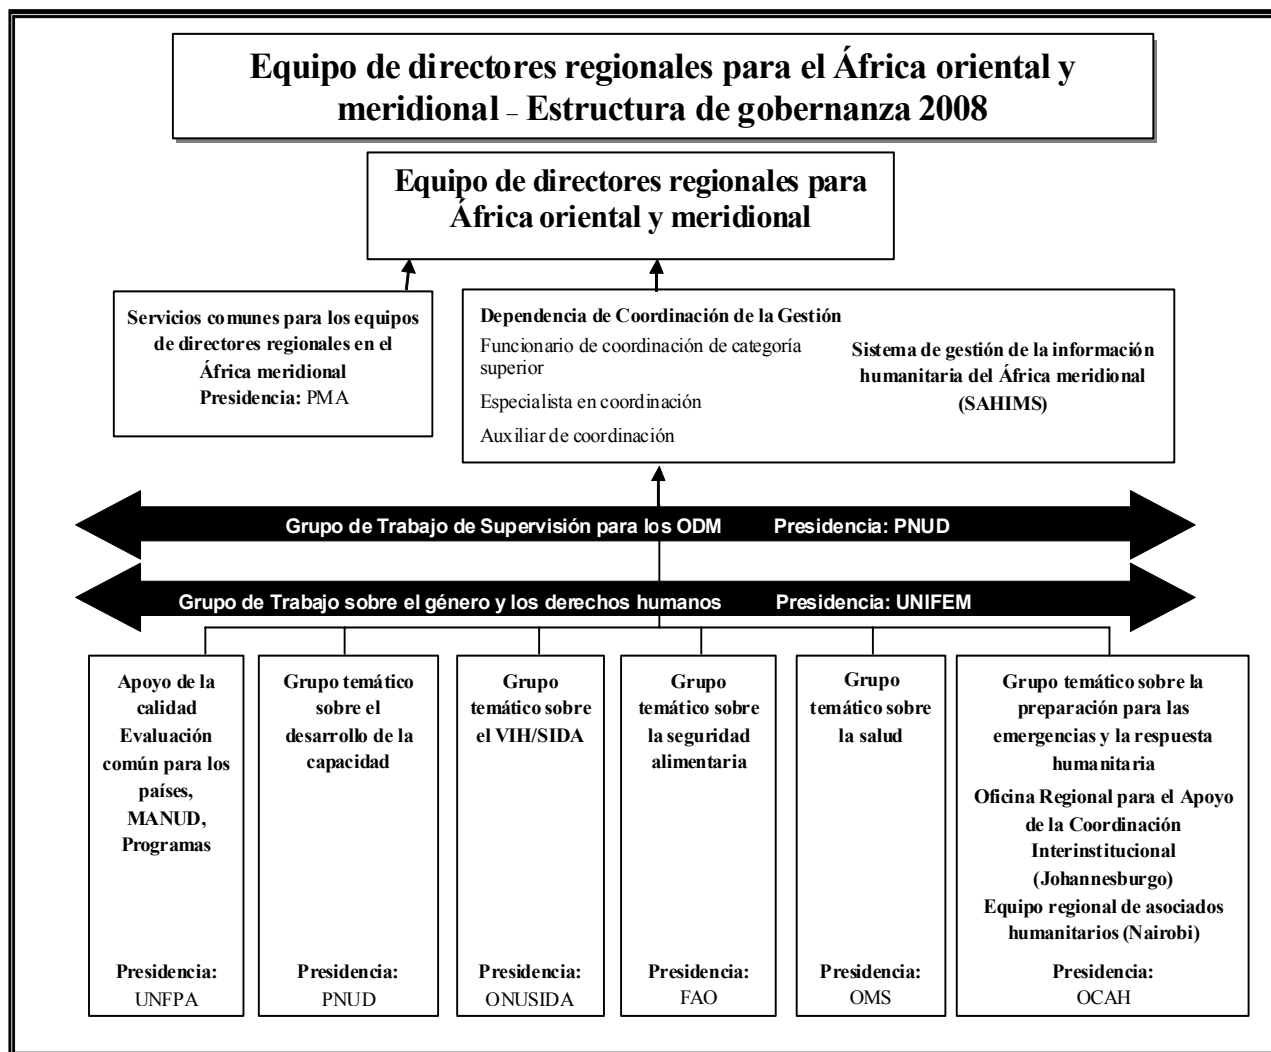 Equipo de directores regionales para el África oriental y
meridional – Estructura de gobernanza 2008
Equipo de directores regionales para
África oriental y meridional
Servicios comunes para los equipos
de directores regionales en el
África meridional
Presidencia: PMA
Dependencia de Coordinación de la Gestión
Funcionario de coordinación de categoría
superior
Especialista en coordinación
Auxiliar de coordinación
Sistema de gestión de la información
humanitaria del África meridional
(SAHIMS)
Grupo de Trabajo de Supervisión para los ODM Presidencia: PNUD
Grupo de Trabajo sobre el género y los derechos humanos Presidencia: UNIFEM
Apoyo de la
calidad
Evaluación
común para los
países,
MANUD,
Programas
Presidencia:
UNFPA
Grupo temático
sobre el
desarrollo de la
capacidad
Presidencia:
PNUD
Grupo
temático sobre
el VIH/SIDA
Presidencia:
ONUSIDA
Grupo
temático sobre
la seguridad
alimentaria
Presidencia:
FAO
Grupo
temático sobre
la salud
Presidencia:
OMS
Grupo temático sobre la
preparación para las
emergencias y la respuesta
humanitaria
Oficina Regional para el Apoyo
de la Coordinación
Interinstitucional
(Johannesburgo)
Equipo regional de asociados
humanitarios (Nairobi)
Presidencia:
OCAH